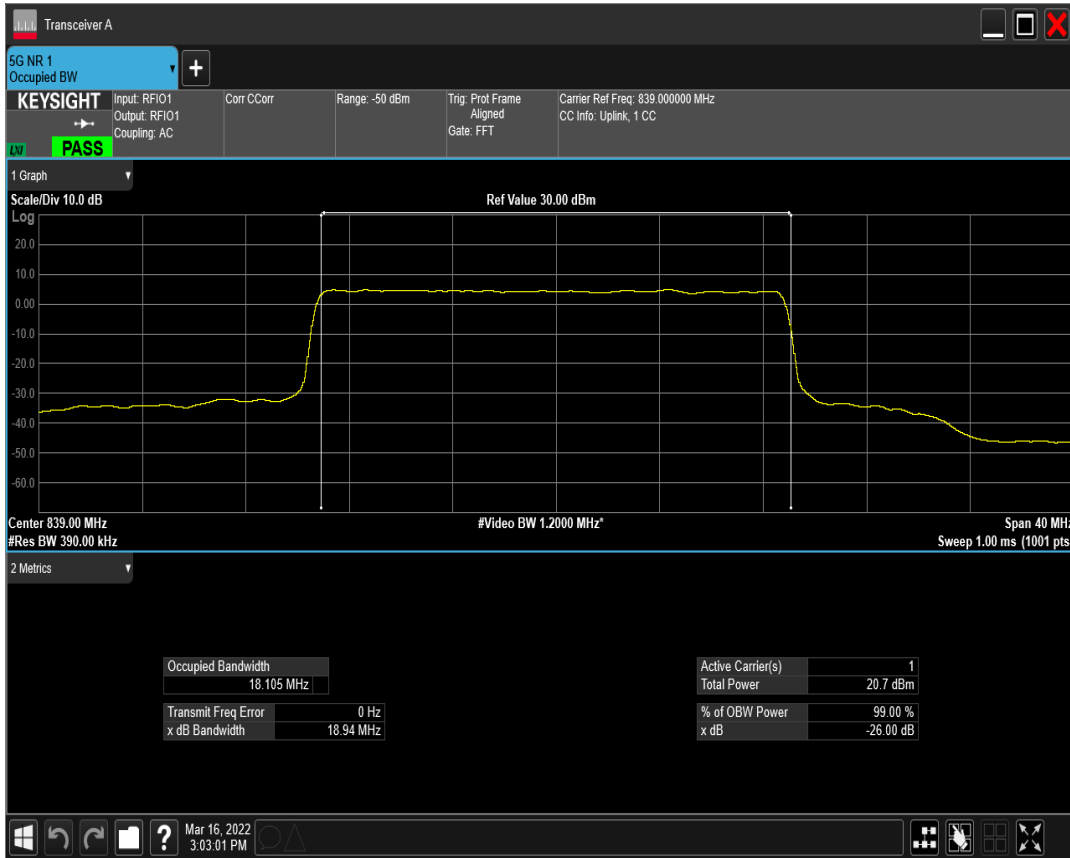 Transceiver A
5G NR 1
Occupied BW
+
KEYSIGHT
Input: RFIO1
Output: RFIO1
Coupling: AC
LXI
PASS
Corr CCorr
Range: -50 dBm
Trig: Prot Frame
Aligned
Gate: FFT
Carrier Ref Freq: 839.000000 MHz
CC Info: Uplink, 1 CC
1 Graph
Scale/Div 10.0 dB
Ref Value 30.00 dBm
Log
20.0
10.0
0.00
-10.0
-20.0
-30.0
-40.0
-50.0
-60.0
Center 839.00 MHz
#Video BW 1.2000 MHz*
Span 40 MHz
#Res BW 390.00 kHz
Sweep 1.00 ms (1001 pts
2 Metrics
Occupied Bandwidth
18.105 MHz
Transmit Freq Error 0 Hz
x dB Bandwidth 18.94 MHz
Active Carrier(s) 1
Total Power 20.7 dBm
% of OBW Power 99.00 %
x dB -26.00 dB
?
Mar 16, 2022
3:03:01 PM